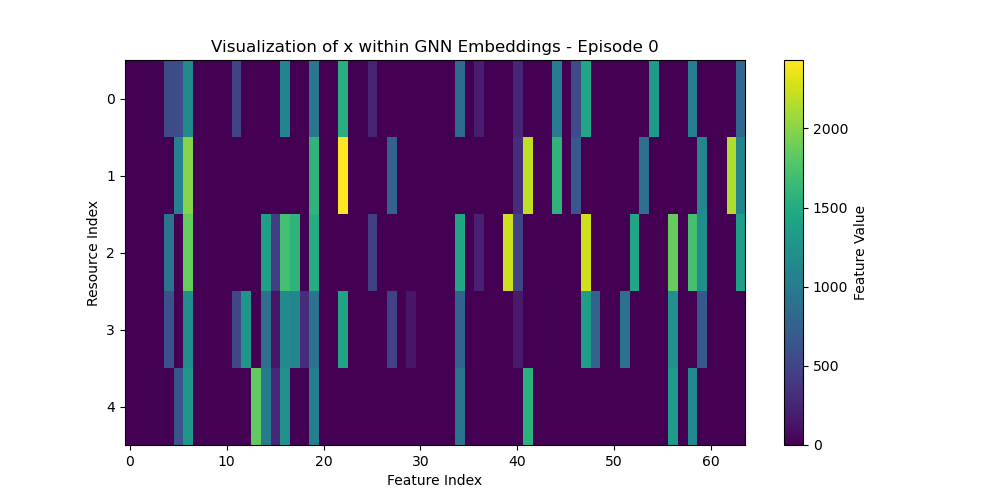 Visualization of x within GNN Embeddings - Episode 0
Resource Index
0
1
2
3
4
0 10 20 30 40 50 60
Feature Index
2000
1500
1000
500
0
Feature Value